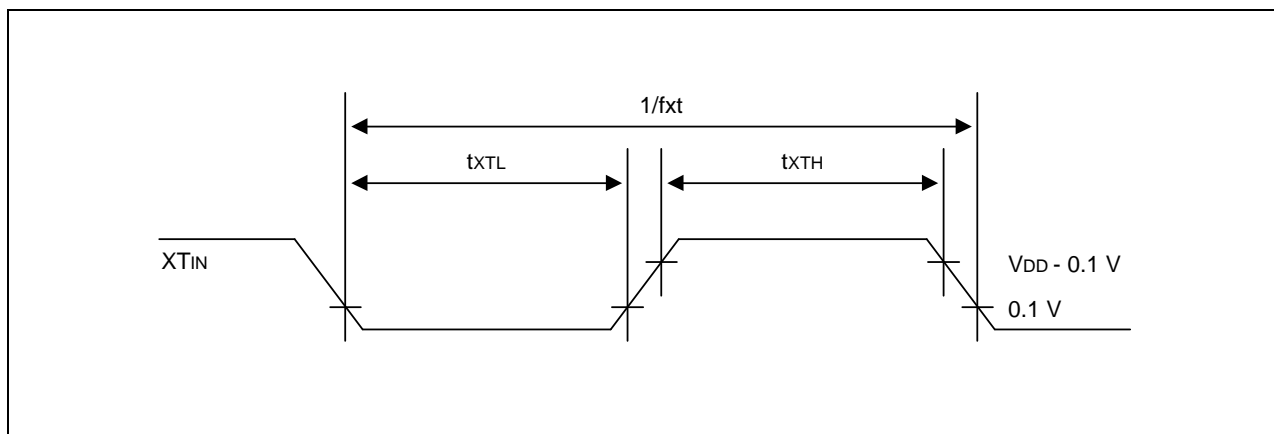 1/fxt
tXTL
tXTH
XTIN
VDD - 0.1 V
0.1 V